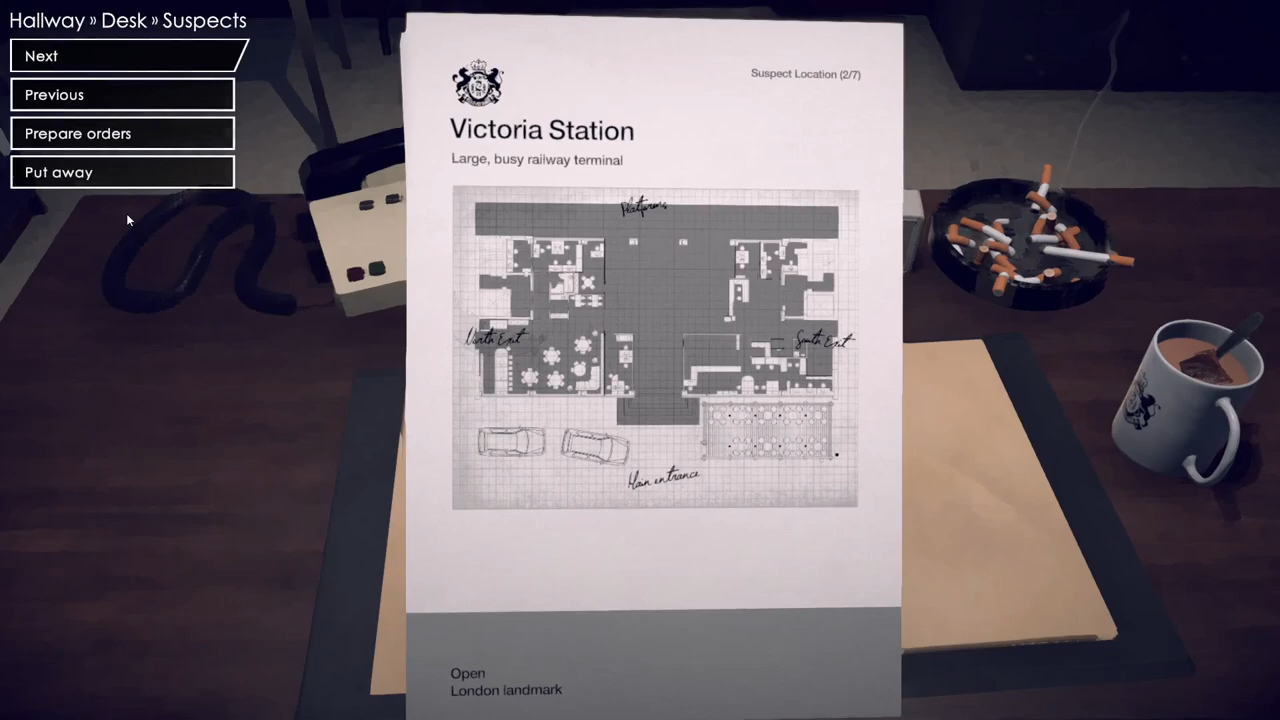 Hallway » Desk » Suspects
Next
Previous
Prepare orders
Put away
Suspect Location (2/7)
Victoria Station
Large, busy railway terminal
Platforms
North Exit
South Exit
Main entrance
Open
London landmark